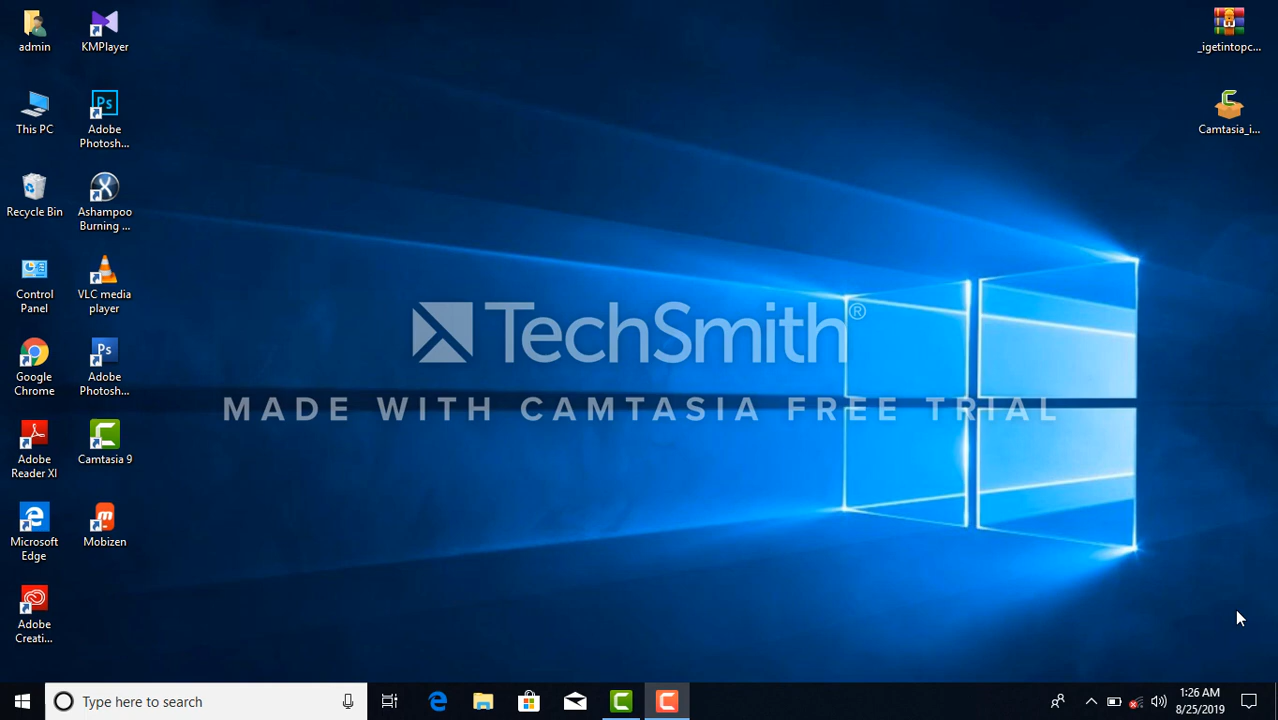 admin
KMPlayer
This PC
Adobe
Photosh...
Recycle Bin
Ashampoo
Burning ...
Control
Panel
VLC media
player
Google
Chrome
Adobe
Photosh...
Adobe
Reader XI
Camtasia 9
Microsoft
Edge
Mobizen
Adobe
Creati...
_igetintopc...
Camtasia_i...
TechSmith®
MADE WITH CAMTASIA FREE TRIAL
Type here to search
1:26 AM
8/25/2019